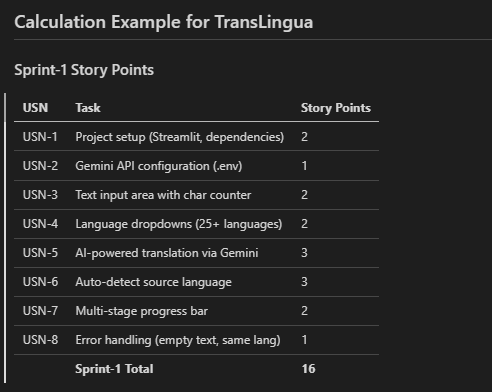 Calculation Example for TransLingua
Sprint-1 Story Points
USN Task Story Points
USN-1 Project setup (Streamlit, dependencies) 2
USN-2 Gemini API configuration (.env) 1
USN-3 Text input area with char counter 2
USN-4 Language dropdowns (25+ languages) 2
USN-5 AI-powered translation via Gemini 3
USN-6 Auto-detect source language 3
USN-7 Multi-stage progress bar 2
USN-8 Error handling (empty text, same lang) 1
Sprint-1 Total 16